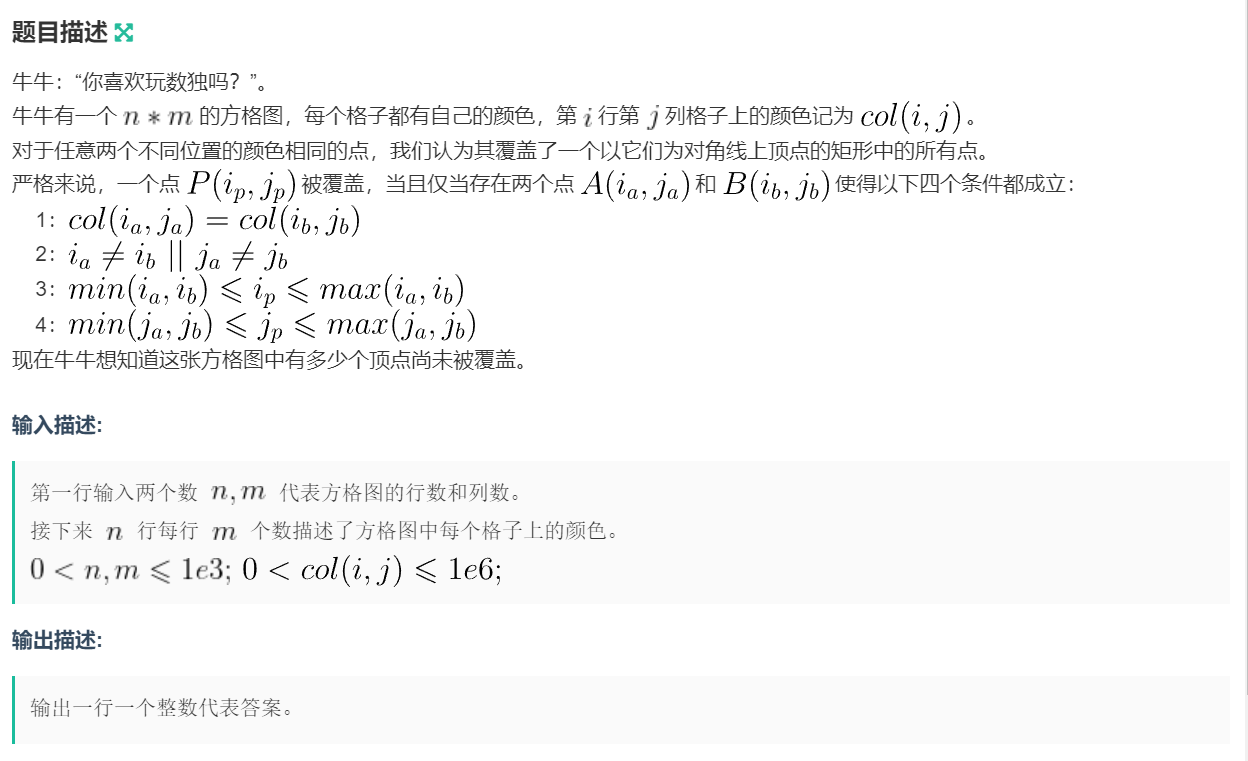 题目描述
牛牛：“你喜欢玩数独吗？”。
牛牛有一个 n * m 的方格图，每个格子都有自己的颜色，第 i 行第 j 列格子上的颜色记为 col(i, j)。
对于任意两个不同位置的颜色相同的点，我们认为其覆盖了一个以它们为对角线上顶点的矩形中的所有点。
严格来说，一个点 P(i_p, j_p) 被覆盖，当且仅当存在两个点 A(i_a, j_a) 和 B(i_b, j_b) 使得以下四个条件都成立：
1： col(i_a, j_a) = col(i_b, j_b)
2： i_a ≠ i_b || j_a ≠ j_b
3： min(i_a, i_b) ⩽ i_p ⩽ max(i_a, i_b)
4： min(j_a, j_b) ⩽ j_p ⩽ max(j_a, j_b)
现在牛牛想知道这张方格图中有多少个顶点尚未被覆盖。
输入描述:
第一行输入两个数 n, m 代表方格图的行数和列数。
接下来 n 行每行 m 个数描述了方格图中每个格子上的颜色。
0 < n, m ⩽ 1e3; 0 < col(i, j) ⩽ 1e6;
输出描述:
输出一行一个整数代表答案。